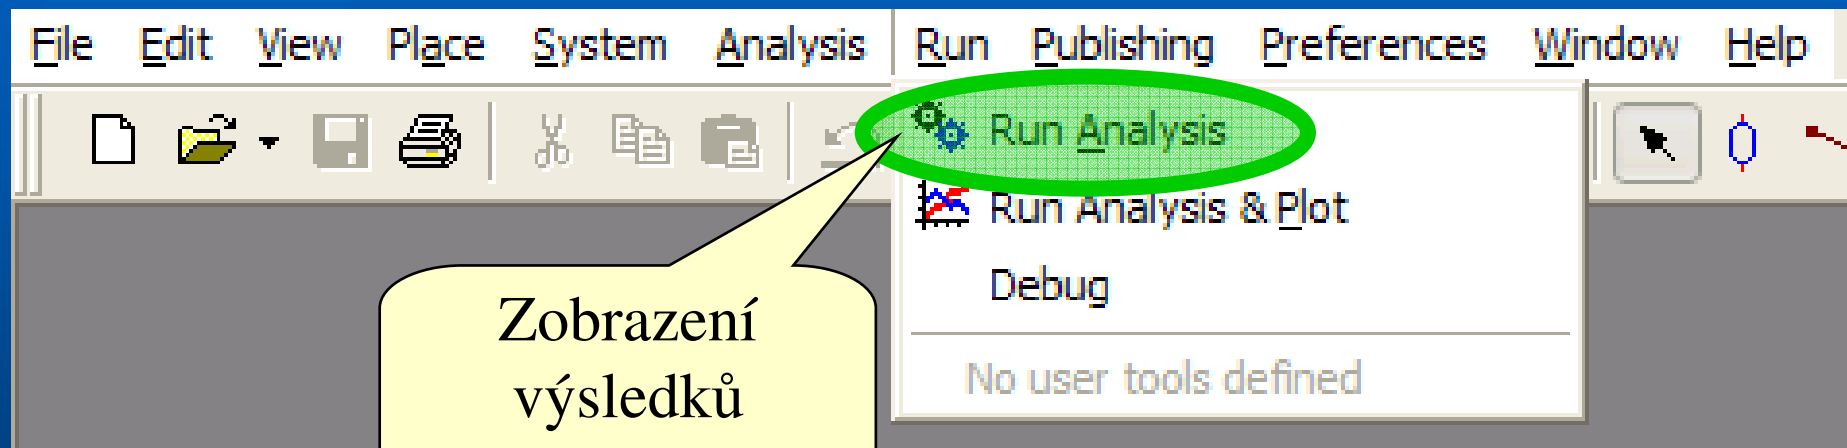 File Edit View Place System Analysis Run Publishing Preferences Window Help
Run Analysis
Run Analysis & Plot
Debug
No user tools defined
Zobrazení
výsledků